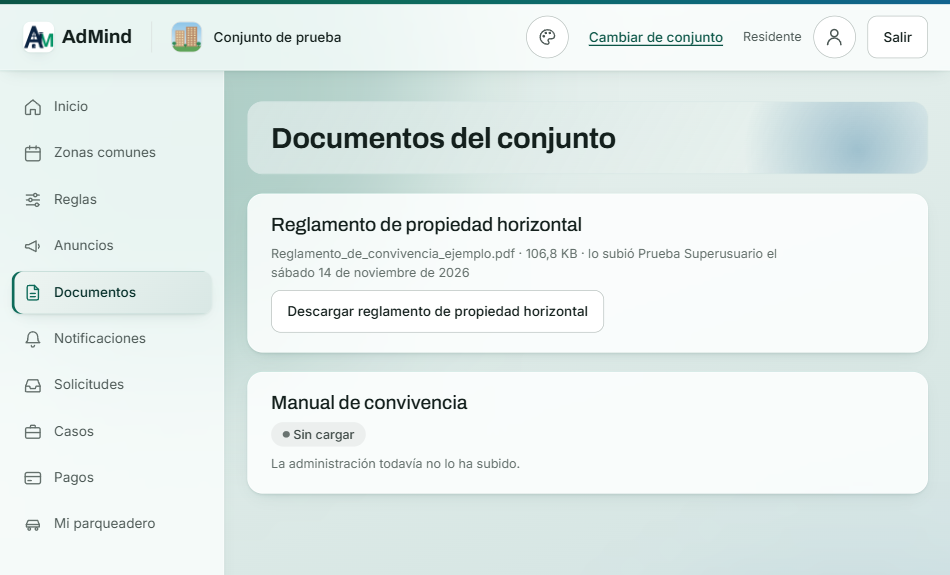 AdMind
Conjunto de prueba
Cambiar de conjunto
Residente
Salir
Inicio
Zonas comunes
Reglas
Anuncios
Documentos
Notificaciones
Solicitudes
Casos
Pagos
Mi parqueadero
Documentos del conjunto
Reglamento de propiedad horizontal
Reglamento_de_convivencia_ejemplo.pdf · 106,8 KB · lo subió Prueba Superusuario el
sábado 14 de noviembre de 2026
Descargar reglamento de propiedad horizontal
Manual de convivencia
Sin cargar
La administración todavía no lo ha subido.